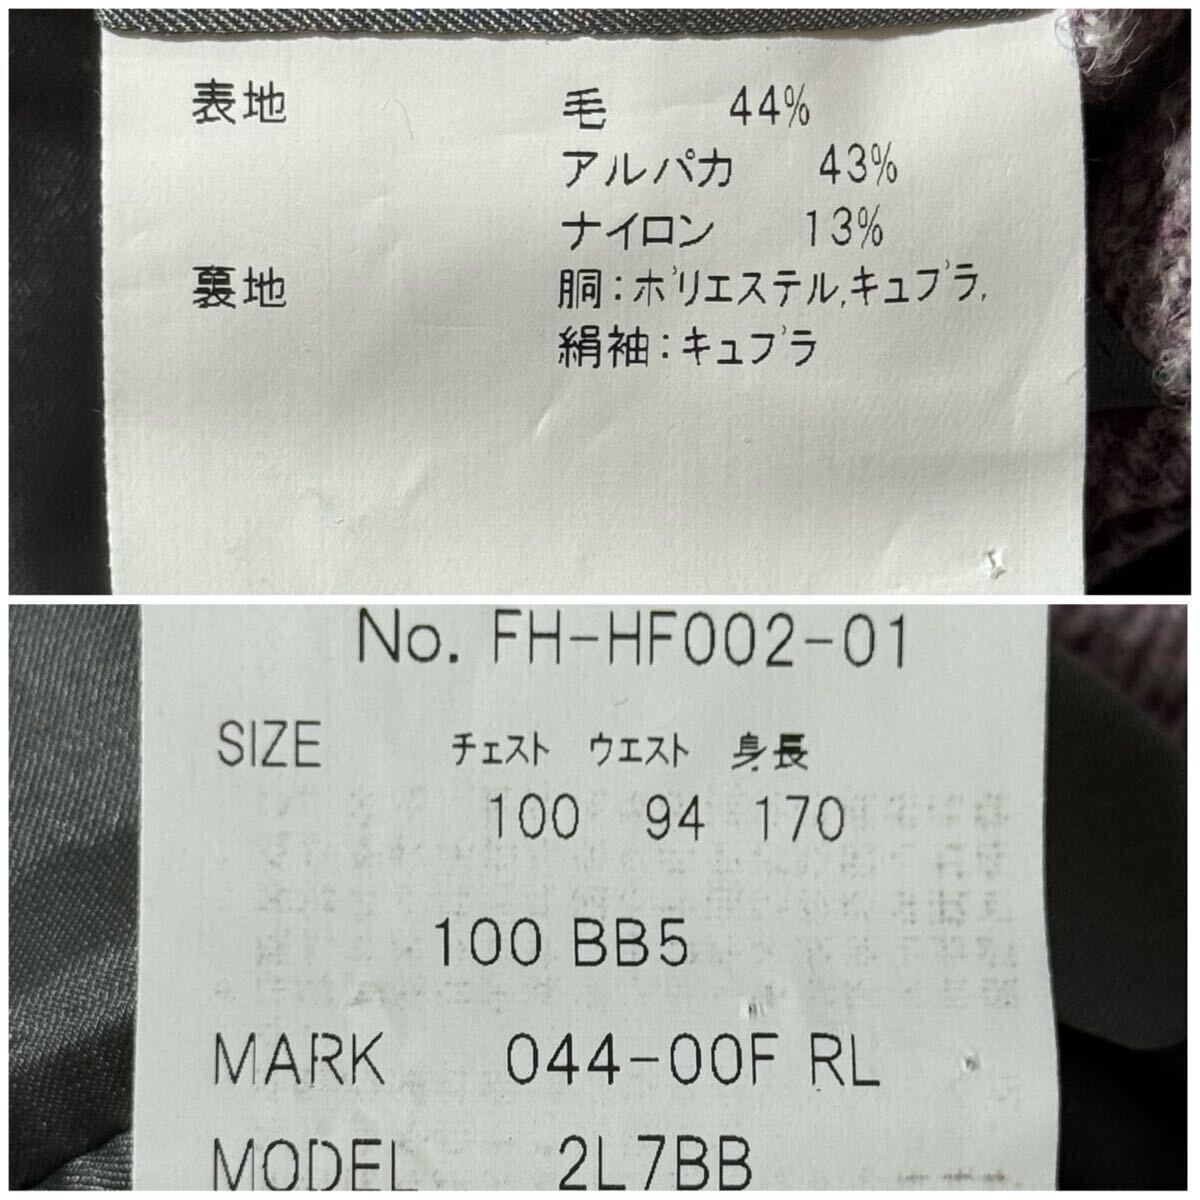 表地 毛 44%
アルパカ 43%
ナイロン 13%
裏地 胴:ポリエステル,キュプラ,
絹袖:キュプラ
No. FH-HF002-01
SIZE チェスト ウエスト 身長
100 94 170
100 BB5
MARK 044-00F RL
MODEL 2L7BB